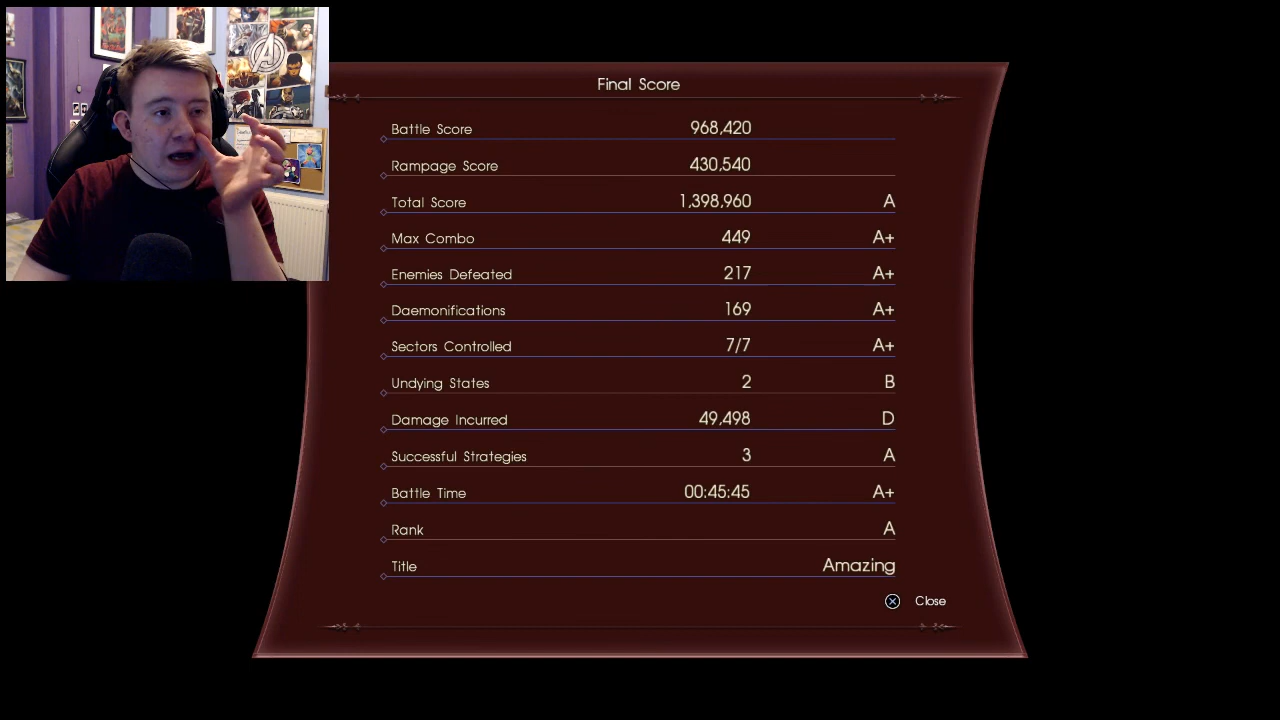 Final Score
Battle Score 968,420
Rampage Score 430,540
Total Score 1,398,960 A
Max Combo 449 A+
Enemies Defeated 217 A+
Daemonifications 169 A+
Sectors Controlled 7/7 A+
Undying States 2 B
Damage Incurred 49,498 D
Successful Strategies 3 A
Battle Time 00:45:45 A+
Rank A
Title Amazing
Close